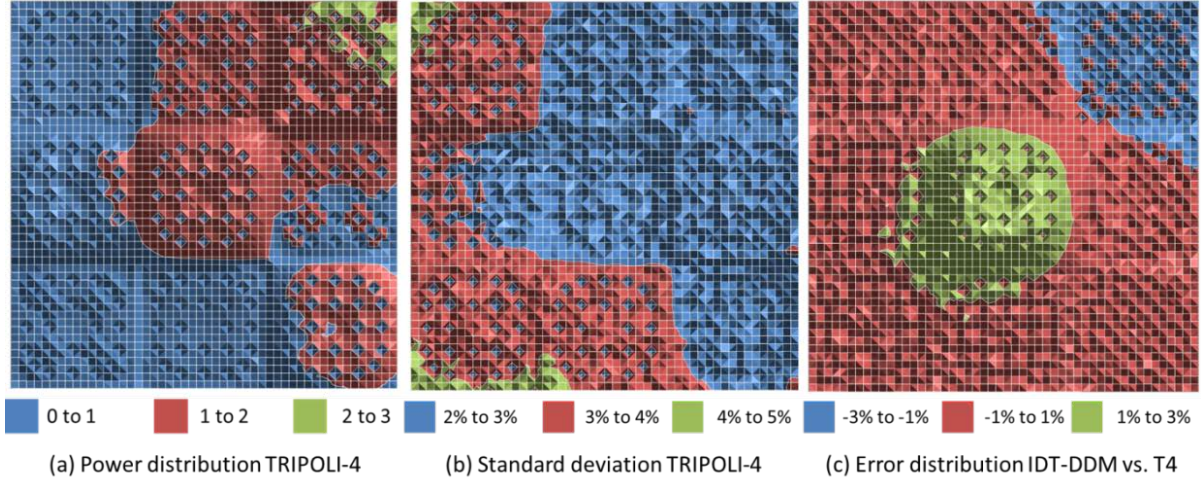 0 to 1 1 to 2 2 to 3 2% to 3% 3% to 4% 4% to 5% -3% to -1% -1% to 1% 1% to 3%
(a) Power distribution TRIPOLI-4 (b) Standard deviation TRIPOLI-4 (c) Error distribution IDT-DDM vs. T4